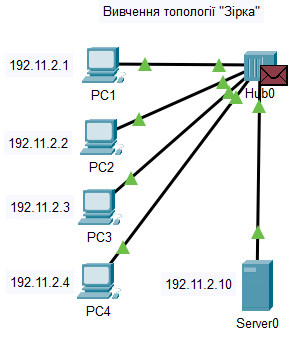 Вивчення топології "Зірка"
192.11.2.1
PC1
Hub0
192.11.2.2
PC2
192.11.2.3
PC3
192.11.2.4
PC4
192.11.2.10
Server0